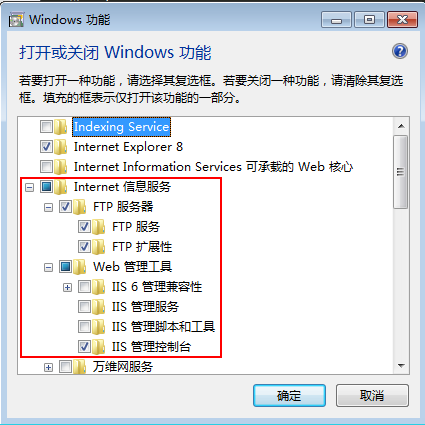 Windows 功能
打开或关闭 Windows 功能
若要打开一种功能，请选择其复选框。若要关闭一种功能，请清除其复选
框。填充的框表示仅打开该功能的一部分。
Indexing Service
Internet Explorer 8
Internet Information Services 可承载的 Web 核心
Internet 信息服务
FTP 服务器
FTP 服务
FTP 扩展性
Web 管理工具
IIS 6 管理兼容性
IIS 管理服务
IIS 管理脚本和工具
IIS 管理控制台
万维网服务
确定 取消